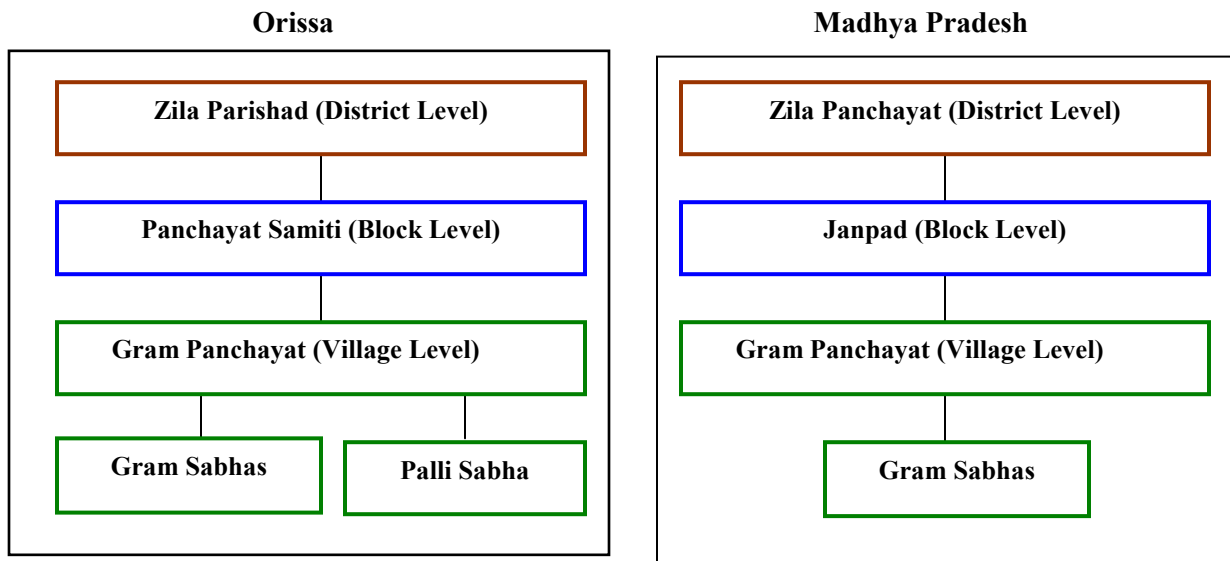 Orissa
Zila Parishad (District Level)
Panchayat Samiti (Block Level)
Gram Panchayat (Village Level)
Gram Sabhas
Palli Sabha
Madhya Pradesh
Zila Panchayat (District Level)
Janpad (Block Level)
Gram Panchayat (Village Level)
Gram Sabhas